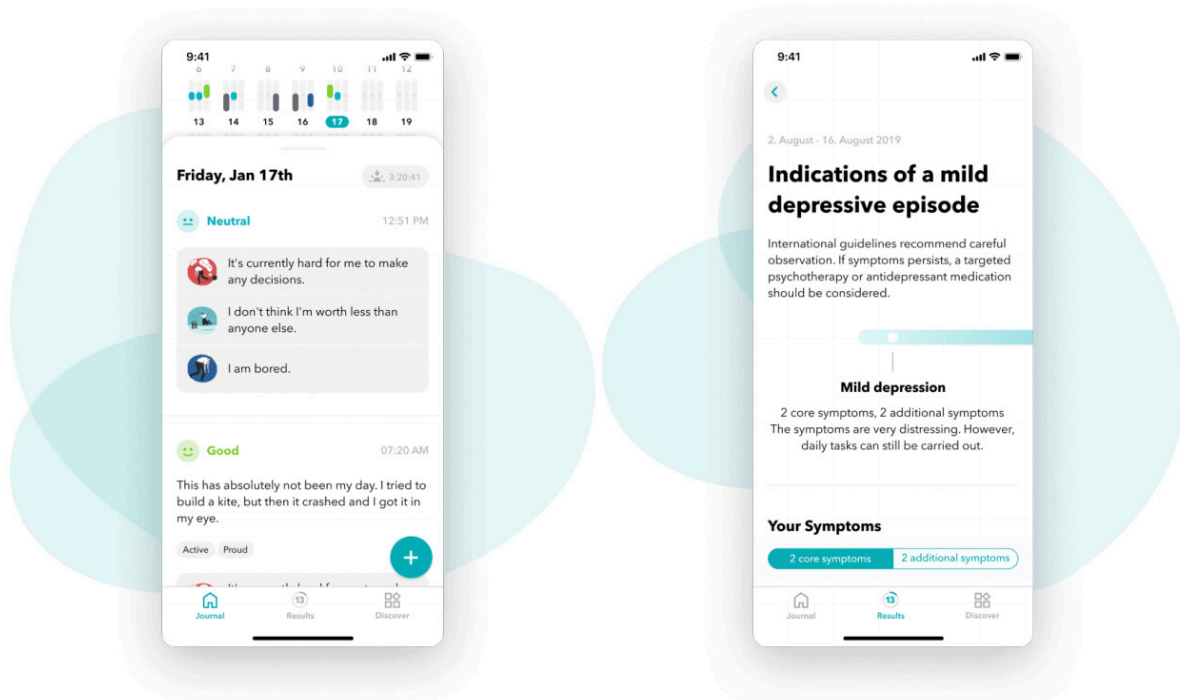 9:41
6 7 8 9 10 11 12
13 14 15 16 17 18 19
Friday, Jan 17th
3:20:41
Neutral
12:51 PM
It's currently hard for me to make
any decisions.
I don't think I'm worth less than
anyone else.
I am bored.
Good
07:20 AM
This has absolutely not been my day. I tried to
build a kite, but then it crashed and I got it in
my eye.
Active Proud
+
13
Journal Results Discover
9:41
2. August - 16. August 2019
Indications of a mild
depressive episode
International guidelines recommend careful
observation. If symptoms persists, a targeted
psychotherapy or antidepressant medication
should be considered.
Mild depression
2 core symptoms, 2 additional symptoms
The symptoms are very distressing. However,
daily tasks can still be carried out.
Your Symptoms
2 core symptoms 2 additional symptoms
13
Journal Results Discover